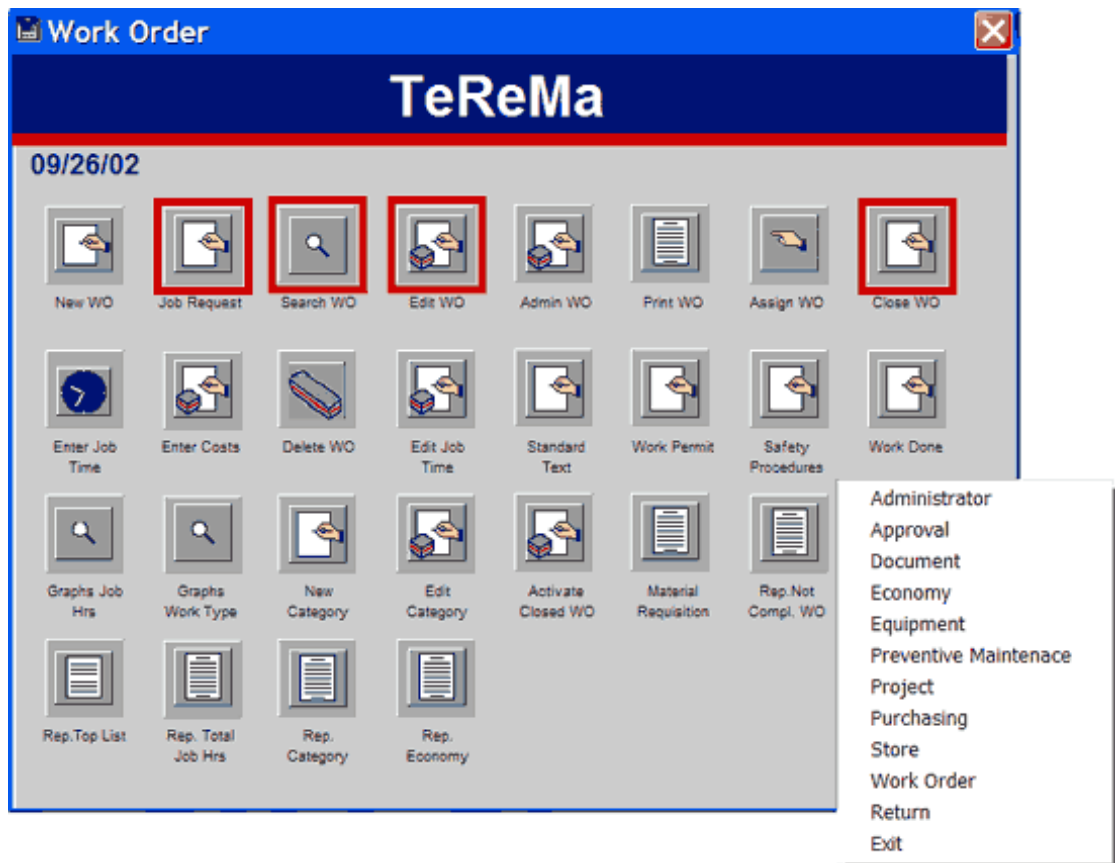 Work Order
TeReMa
09/26/02
New WO
Job Request
Search WO
Edit WO
Admin WO
Print WO
Assign WO
Close WO
Enter Job
Time
Enter Costs
Delete WO
Edit Job
Time
Standard
Text
Work Permit
Safety
Procedures
Work Done
Graphs Job
Hrs
Graphs
Work Type
New
Category
Edit
Category
Activate
Closed WO
Material
Requisition
Rep.Not
Compl. WO
Rep.Top List
Rep. Total
Job Hrs
Rep.
Category
Rep.
Economy
Administrator
Approval
Document
Economy
Equipment
Preventive Maintenace
Project
Purchasing
Store
Work Order
Return
Exit